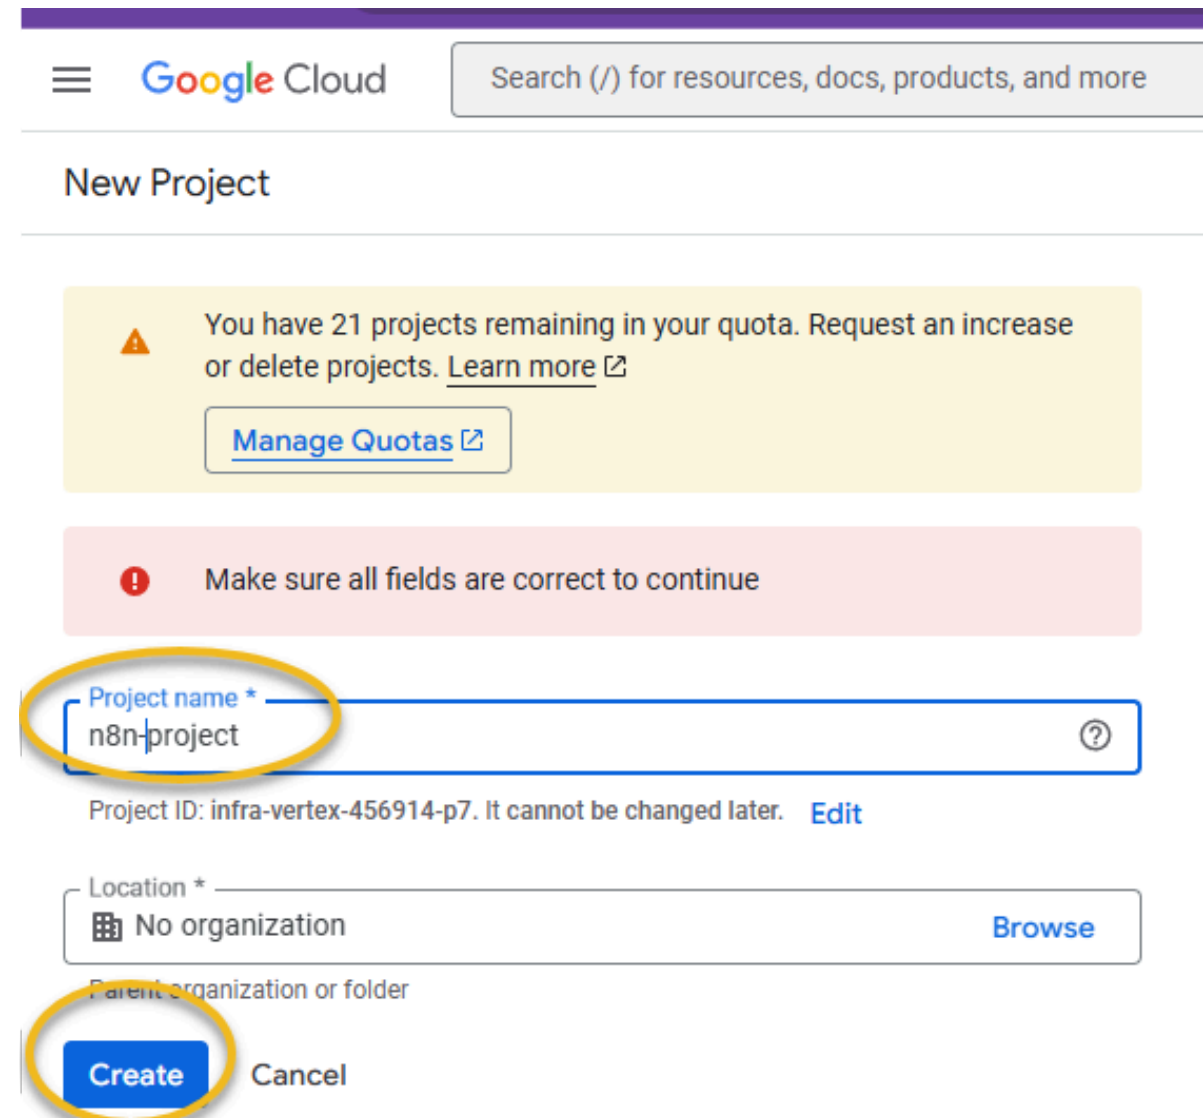 Google Cloud
Search (/) for resources, docs, products, and more
New Project
You have 21 projects remaining in your quota. Request an increase
or delete projects. Learn more
Manage Quotas
Make sure all fields are correct to continue
Project name *
n8n-project
Project ID: infra-vertex-456914-p7. It cannot be changed later. Edit
Location *
No organization Browse
Parent organization or folder
Create Cancel